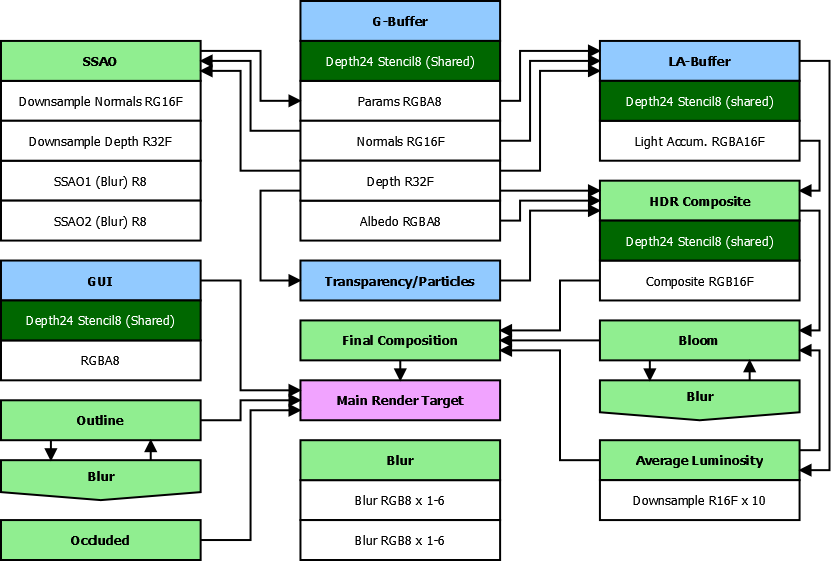 G-Buffer
Depth24 Stencil8 (Shared)
Params RGBA8
Normals RG16F
Depth R32F
Albedo RGBA8
SSAO
Downsample Normals RG16F
Downsample Depth R32F
SSAO1 (Blur) R8
SSAO2 (Blur) R8
LA-Buffer
Depth24 Stencil8 (shared)
Light Accum. RGBA16F
HDR Composite
Depth24 Stencil8 (shared)
Composite RGB16F
GUI
Depth24 Stencil8 (Shared)
RGBA8
Transparency/Particles
Final Composition
Main Render Target
Bloom
Blur
Outline
Blur
Occluded
Blur
Blur RGB8 x 1-6
Blur RGB8 x 1-6
Average Luminosity
Downsample R16F x 10